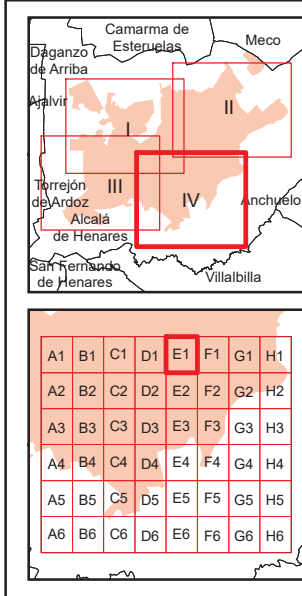 Camarma de
Esteruelas
Meco
Daganzo
de Arriba
Ajalvir
I
II
Torrejón
de Ardoz
III
IV
Anchuelo
Alcalá
de Henares
San Fernando
de Henares
Villalbilla
A1 B1 C1 D1 E1 F1 G1 H1
A2 B2 C2 D2 E2 F2 G2 H2
A3 B3 C3 D3 E3 F3 G3 H3
A4 B4 C4 D4 E4 F4 G4 H4
A5 B5 C5 D5 E5 F5 G5 H5
A6 B6 C6 D6 E6 F6 G6 H6